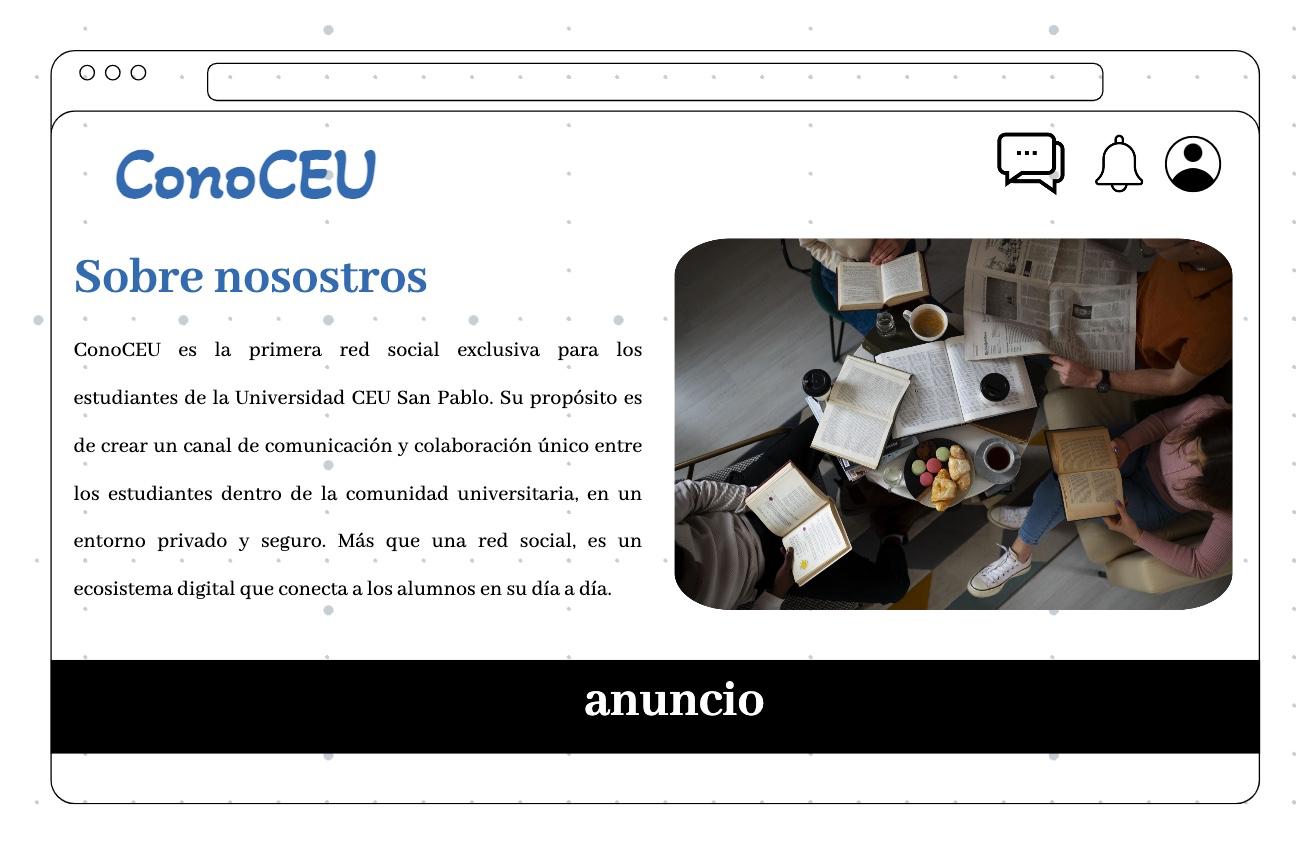 ConoCEU
Sobre nosostros
ConoCEU es la primera red social exclusiva para los
estudiantes de la Universidad CEU San Pablo. Su propósito es
de crear un canal de comunicación y colaboración único entre
los estudiantes dentro de la comunidad universitaria, en un
entorno privado y seguro. Más que una red social, es un
ecosistema digital que conecta a los alumnos en su día a día.
anuncio